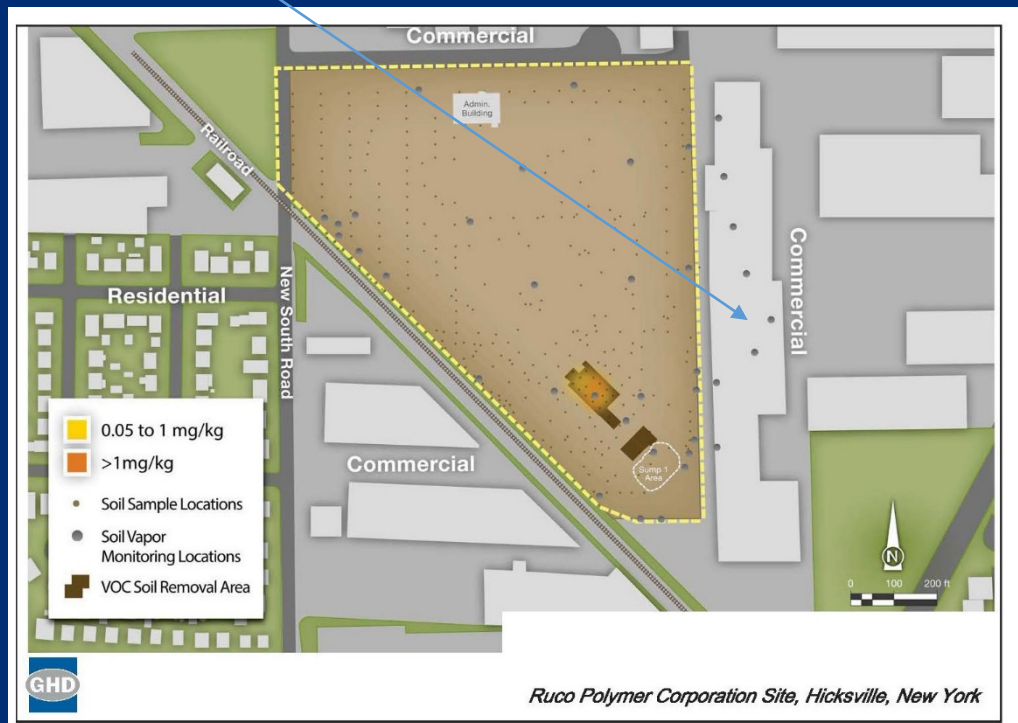 Commercial
Admin.
Building
Railroad
Residential
New South Road
Commercial
Commercial
Sump 1
Area
0.05 to 1 mg/kg
>1mg/kg
Soil Sample Locations
Soil Vapor
Monitoring Locations
VOC Soil Removal Area
N
0 100 200 ft
GHD
Ruco Polymer Corporation Site, Hicksville, New York